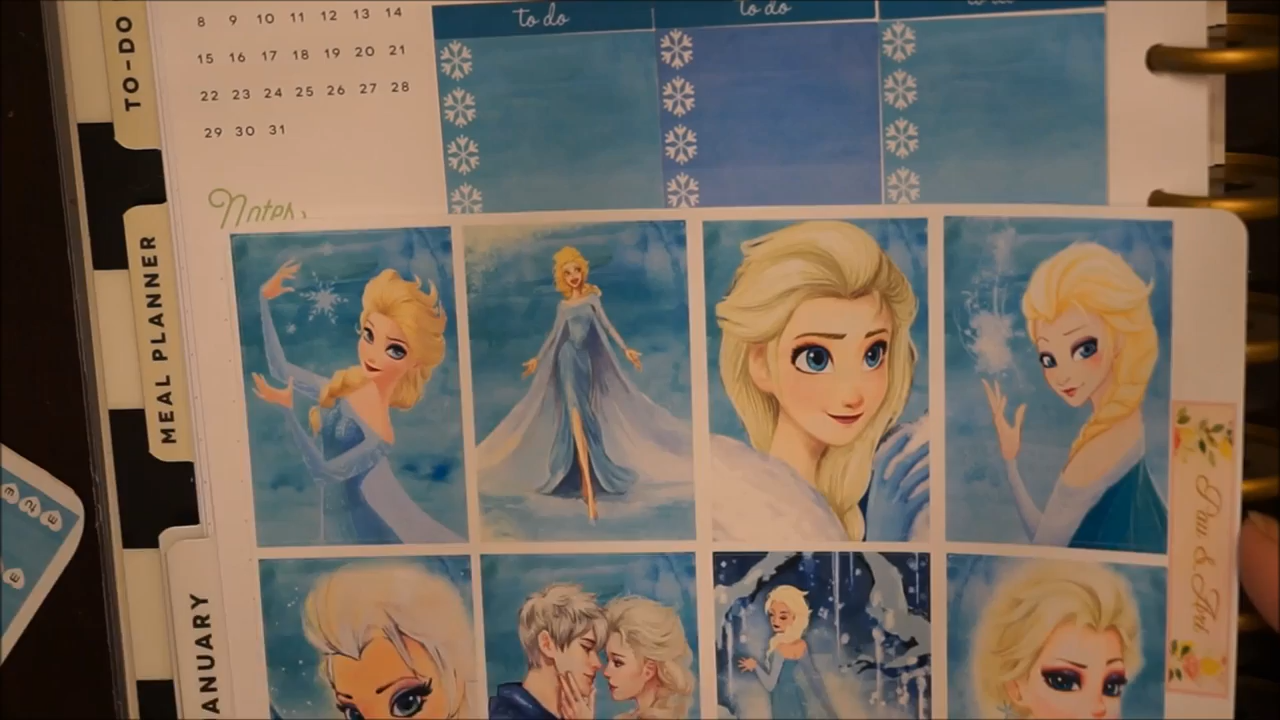 TO-DO
8 9 10 11 12 13 14
15 16 17 18 19 20 21
22 23 24 25 26 27 28
29 30 31
to do
to do
Notes
MEAL PLANNER
JANUARY